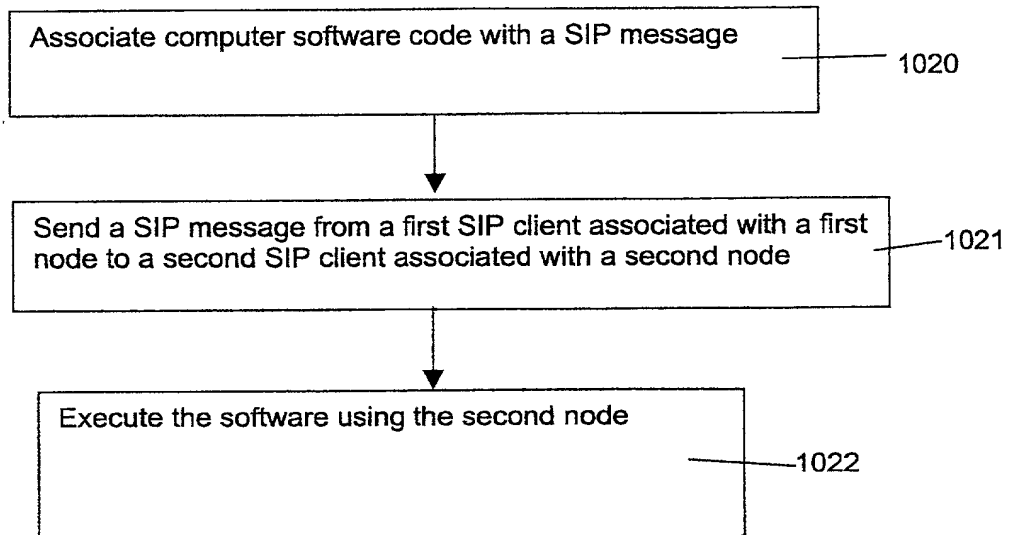 Associate computer software code with a SIP message
1020
Send a SIP message from a first SIP client associated with a first
node to a second SIP client associated with a second node
1021
Execute the software using the second node
1022